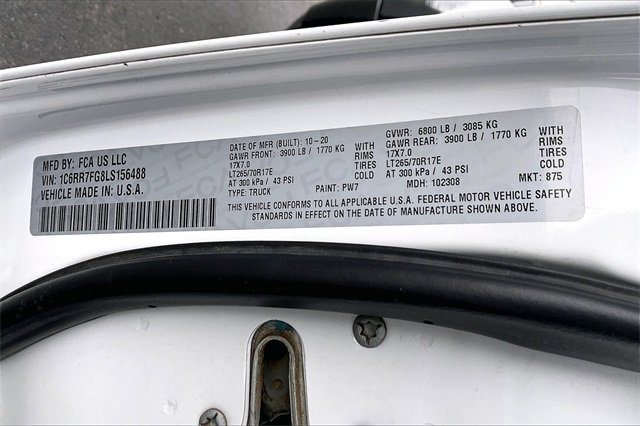 MFD BY: FCA US LLC
VIN: 1C6RR7FG8LS156488
VEHICLE MADE IN U.S.A.
DATE OF MFR (BUILT): 10-20
GAWR FRONT: 3900 LB / 1770 KG WITH
17X7.0 TIRES
LT265/70R17E COLD
AT 300 kPa / 43 PSI
TYPE: TRUCK PAINT: PW7
GVWR: 6800 LB / 3085 KG
GAWR REAR: 3900 LB / 1770 KG WITH
17X7.0 RIMS TIRES
LT265/70R17E COLD
AT 300 kPa / 43 PSI
MDH: 102308 MKT: 875
THIS VEHICLE CONFORMS TO ALL APPLICABLE U.S.A. FEDERAL MOTOR VEHICLE SAFETY
STANDARDS IN EFFECT ON THE DATE OF MANUFACTURE SHOWN ABOVE.